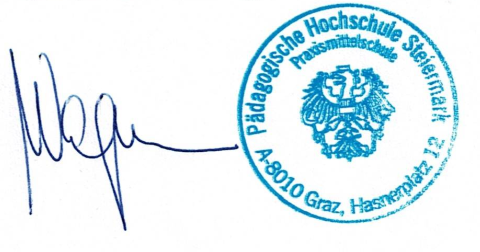 Pädagogische Hochschule Steiermark
Praxismittelschule
A-8010 Graz, Hasnerplatz 12